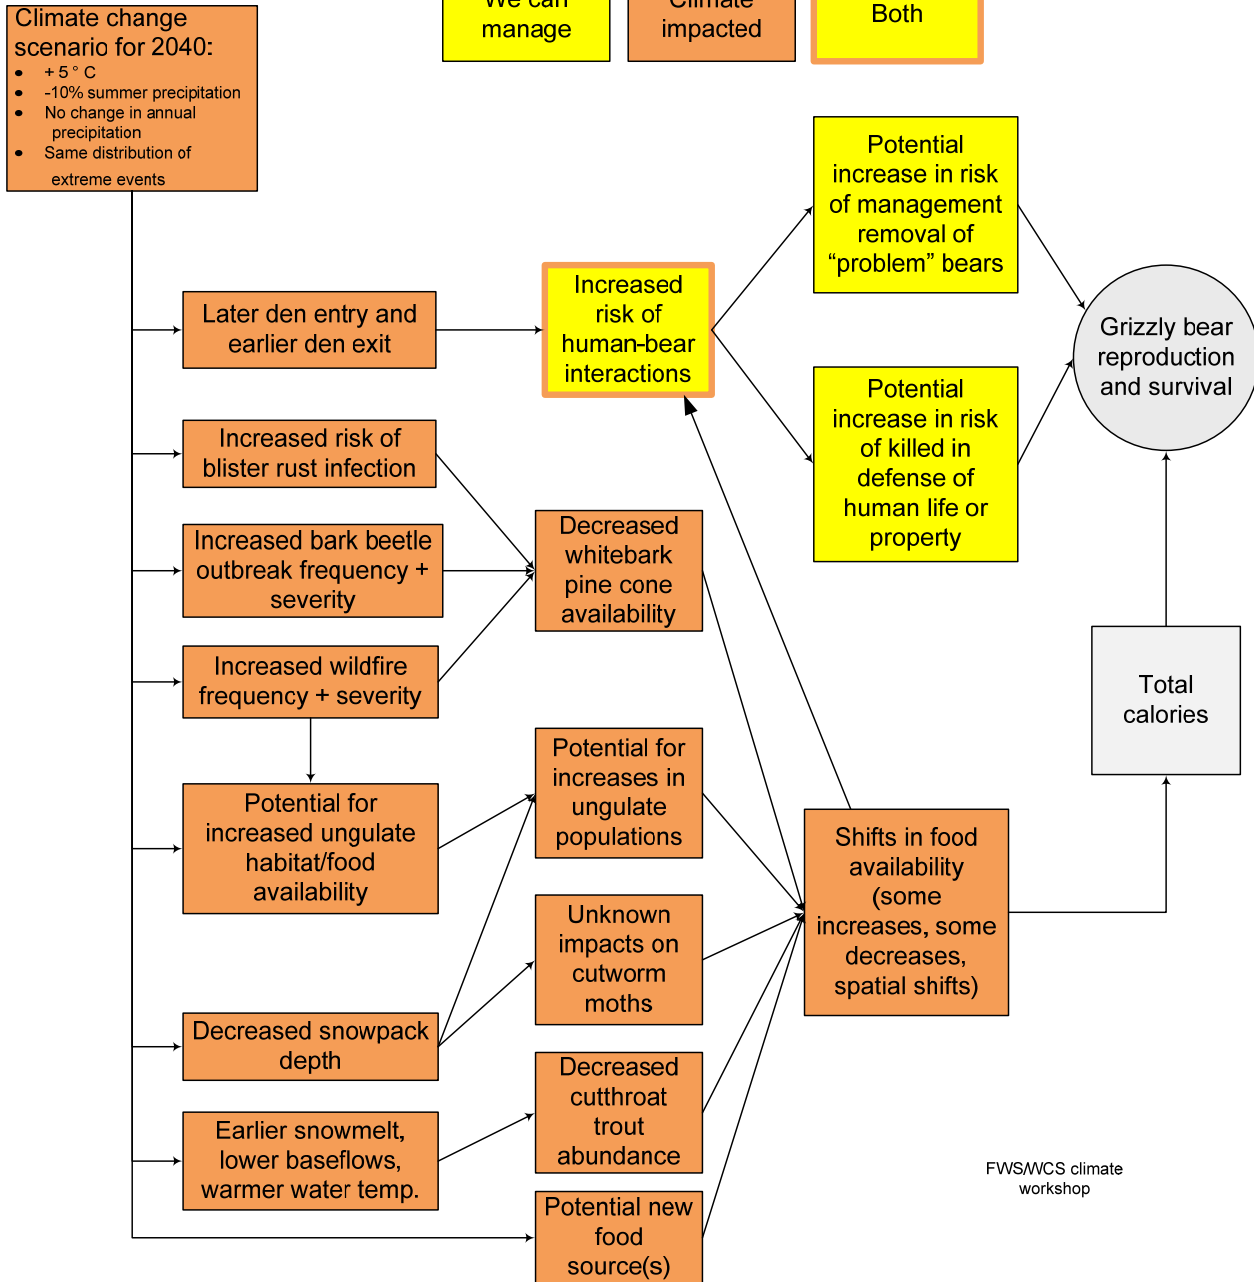 Climate change
scenario for 2040:
• + 5 ° C
• -10% summer precipitation
• No change in annual
precipitation
• Same distribution of
extreme events
We can
manage
Climate
impacted
Both
Potential
increase in risk
of management
removal of
“problem” bears
Later den entry and
earlier den exit
Increased
risk of
human-bear
interactions
Grizzly bear
reproduction
and survival
Potential
increase in risk
of killed in
defense of
human life or
property
Increased risk of
blister rust infection
Increased bark beetle
outbreak frequency +
severity
Decreased
whitebark
pine cone
availability
Increased wildfire
frequency + severity
Total
calories
Potential for
increased ungulate
habitat/food
availability
Potential for
increases in
ungulate
populations
Shifts in food
availability
(some
increases, some
decreases,
spatial shifts)
Unknown
impacts on
cutworm
moths
Decreased snowpack
depth
Decreased
cutthroat
trout
abundance
Earlier snowmelt,
lower baseflows,
warmer water temp.
FWS/WCS climate
workshop
Potential new
food
source(s)